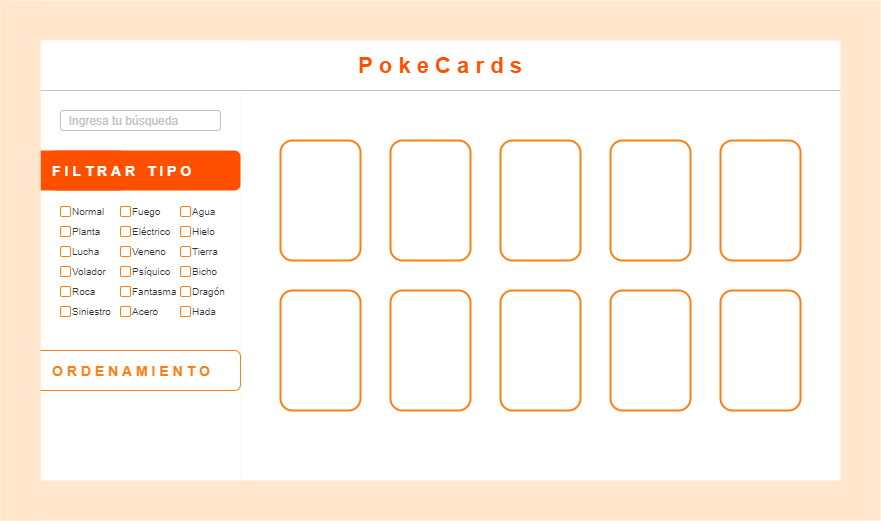 PokeCards
Ingresa tu búsqueda
FILTRAR TIPO
Normal Fuego Agua
Planta Eléctrico Hielo
Lucha Veneno Tierra
Volador Psíquico Bicho
Roca Fantasma Dragón
Siniestro Acero Hada
ORDENAMIENTO